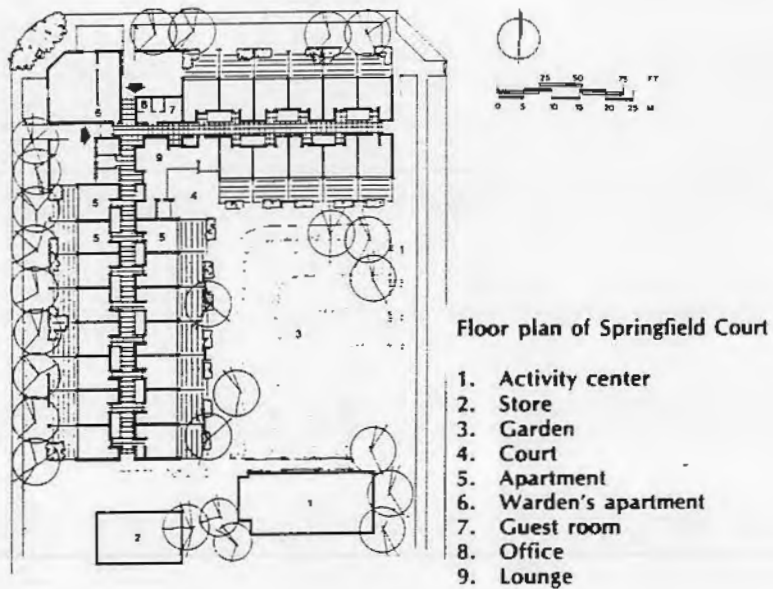 25 50 75 FT
0 5 10 15 20 25 M
6
8
7
9
4
5
5
5
3
1
2
Floor plan of Springfield Court
1. Activity center
2. Store
3. Garden
4. Court
5. Apartment
6. Warden's apartment
7. Guest room
8. Office
9. Lounge